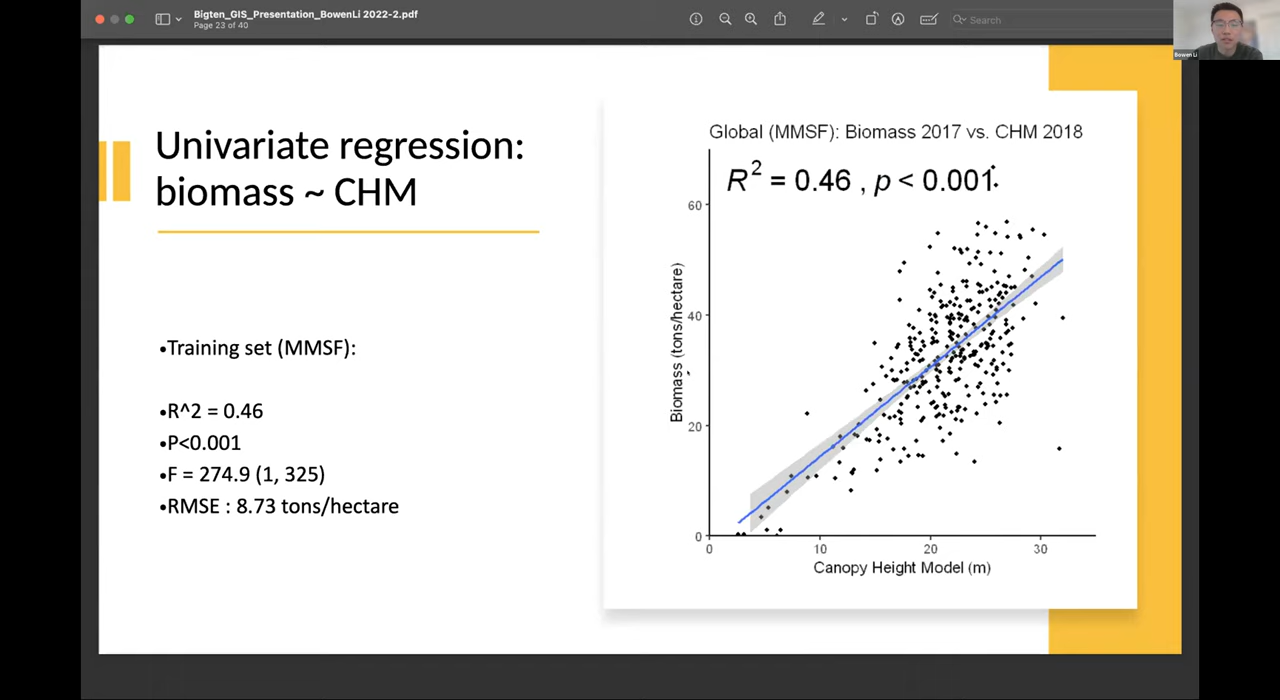 Bigten_GIS_Presentation_BowenLi 2022-2.pdf
Page 23 of 40
Search
Bowen Li
Univariate regression:
biomass ~ CHM
•Training set (MMSF):
•R^2 = 0.46
•P<0.001
•F = 274.9 (1, 325)
•RMSE : 8.73 tons/hectare
Global (MMSF): Biomass 2017 vs. CHM 2018
R² = 0.46 , p < 0.001
Biomass (tons/hectare)
60
40
20
0
0 10 20 30
Canopy Height Model (m)